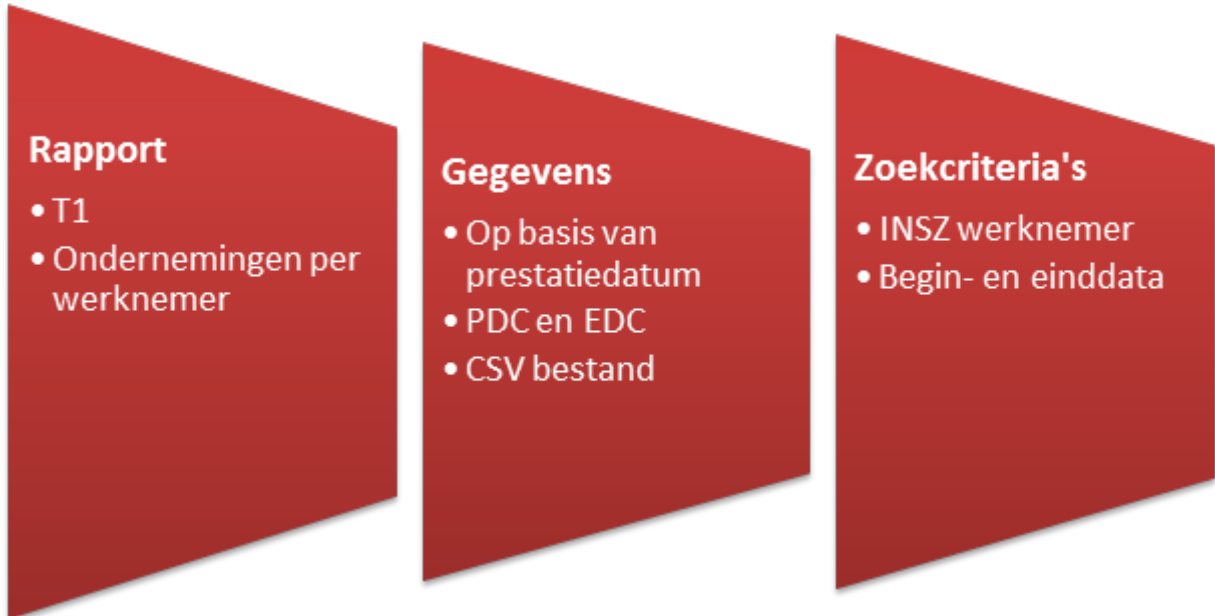 Rapport
• T1
• Ondernemingen per
werknemer
Gegevens
• Op basis van
prestatiedatum
• PDC en EDC
• CSV bestand
Zoekcriteria's
• INSZ werknemer
• Begin- en einddata